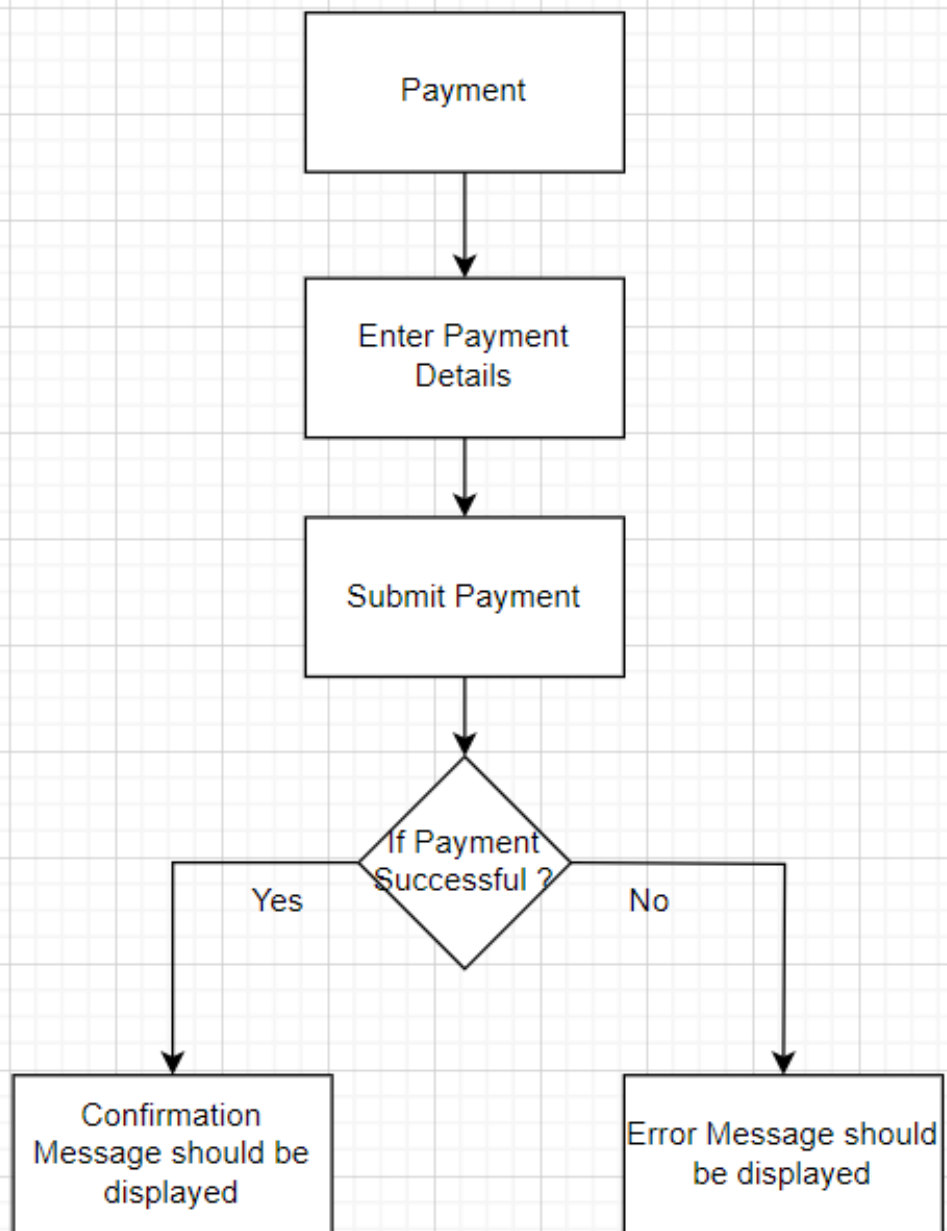 Payment
Enter Payment
Details
Submit Payment
If Payment
Successful ?
Yes
No
Confirmation
Message should be
displayed
Error Message should
be displayed